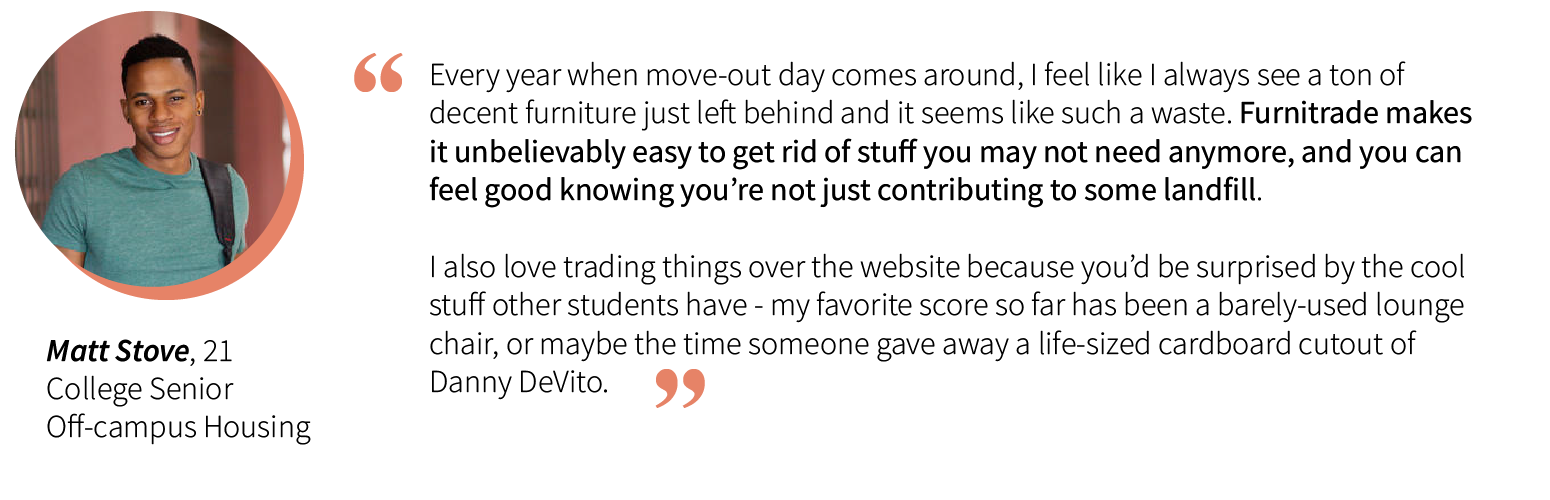 “ Every year when move-out day comes around, I feel like I always see a ton of
decent furniture just left behind and it seems like such a waste. Furnitrade makes
it unbelievably easy to get rid of stuff you may not need anymore, and you can
feel good knowing you’re not just contributing to some landfill.
I also love trading things over the website because you’d be surprised by the cool
stuff other students have - my favorite score so far has been a barely-used lounge
chair, or maybe the time someone gave away a life-sized cardboard cutout of
Danny DeVito. ”
Matt Stove, 21
College Senior
Off-campus Housing